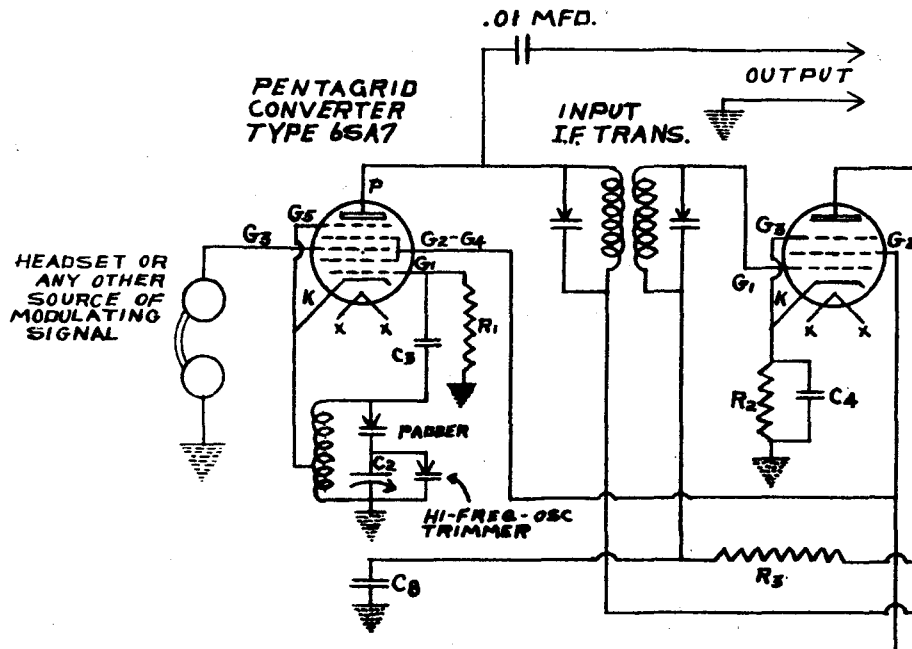 .01 MFD.
OUTPUT
PENTAGRID
CONVERTER
TYPE 6SA7
INPUT
I.F. TRANS.
P
G5
G3
G2-G4
G1
K
X X
HEADSET OR
ANY OTHER
SOURCE OF
MODULATING
SIGNAL
R1
C3
PADDER
C2
HI-FREQ-OSC
TRIMMER
C8
R3
G3
G2
G1
K
X X
R2
C4